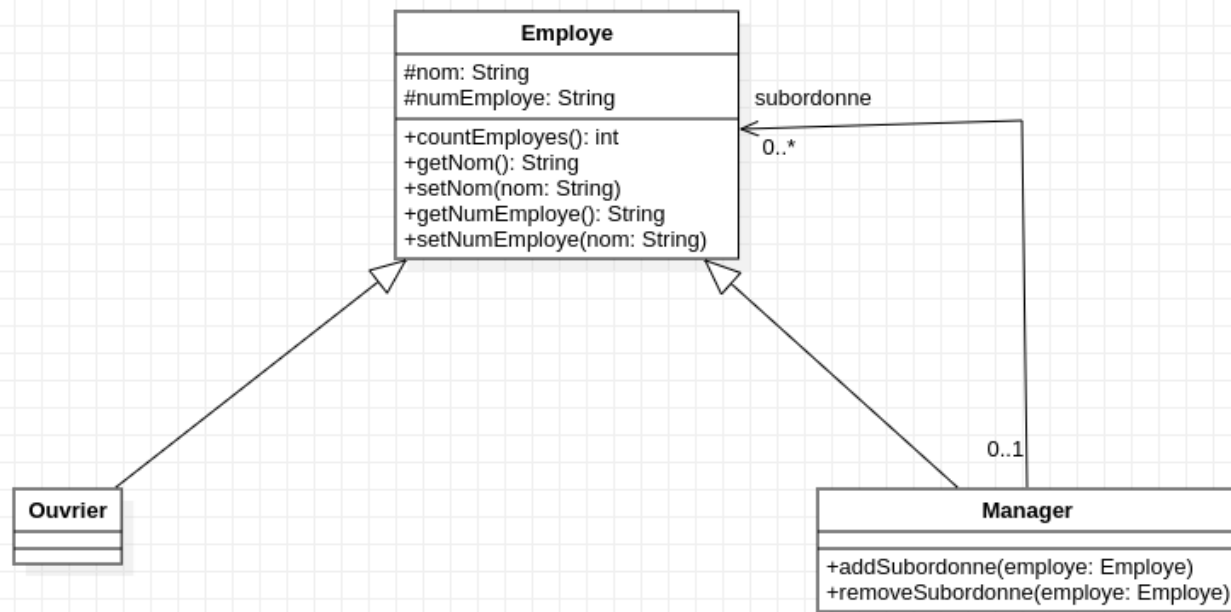 Employe
#nom: String
#numEmploye: String
+countEmployes(): int
+getNom(): String
+setNom(nom: String)
+getNumEmploye(): String
+setNumEmploye(nom: String)
subordonne
0..*
0..1
Ouvrier
Manager
+addSubordonne(employe: Employe)
+removeSubordonne(employe: Employe)